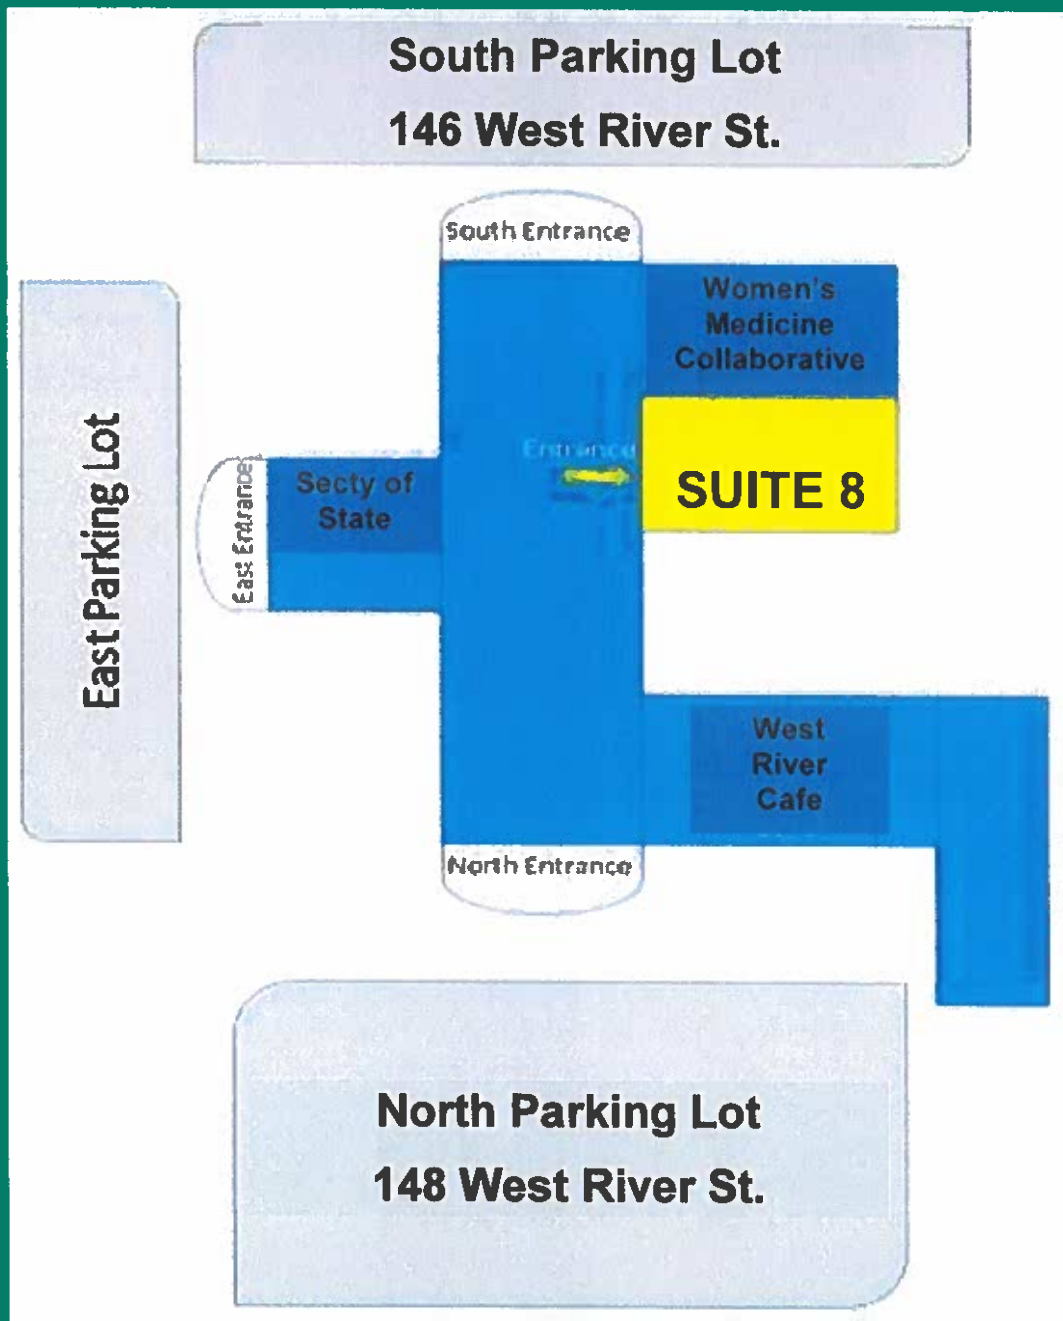 South Parking Lot
146 West River St.
South Entrance
Women's
Medicine
Collaborative
Entrance
SUITE 8
East Parking Lot
East Entrance
Secty of
State
West
River
Cafe
North Entrance
North Parking Lot
148 West River St.